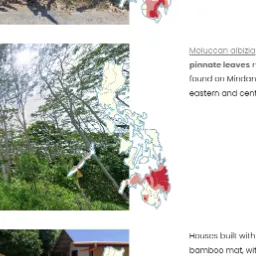 Moluccan albizia
pinnate leaves
found on Mindan
eastern and cent
Houses built with
bamboo mat, wit